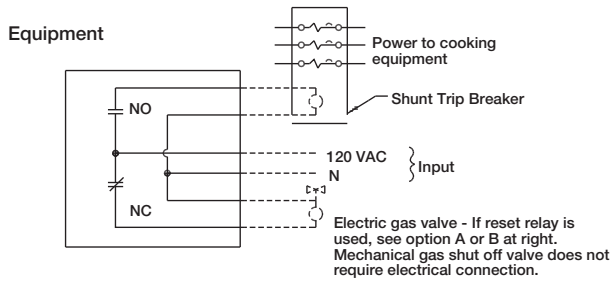 Equipment
Power to cooking
equipment
Shunt Trip Breaker
NO
120 VAC
N
Input
NC
Electric gas valve - If reset relay is
used, see option A or B at right.
Mechanical gas shut off valve does not
require electrical connection.